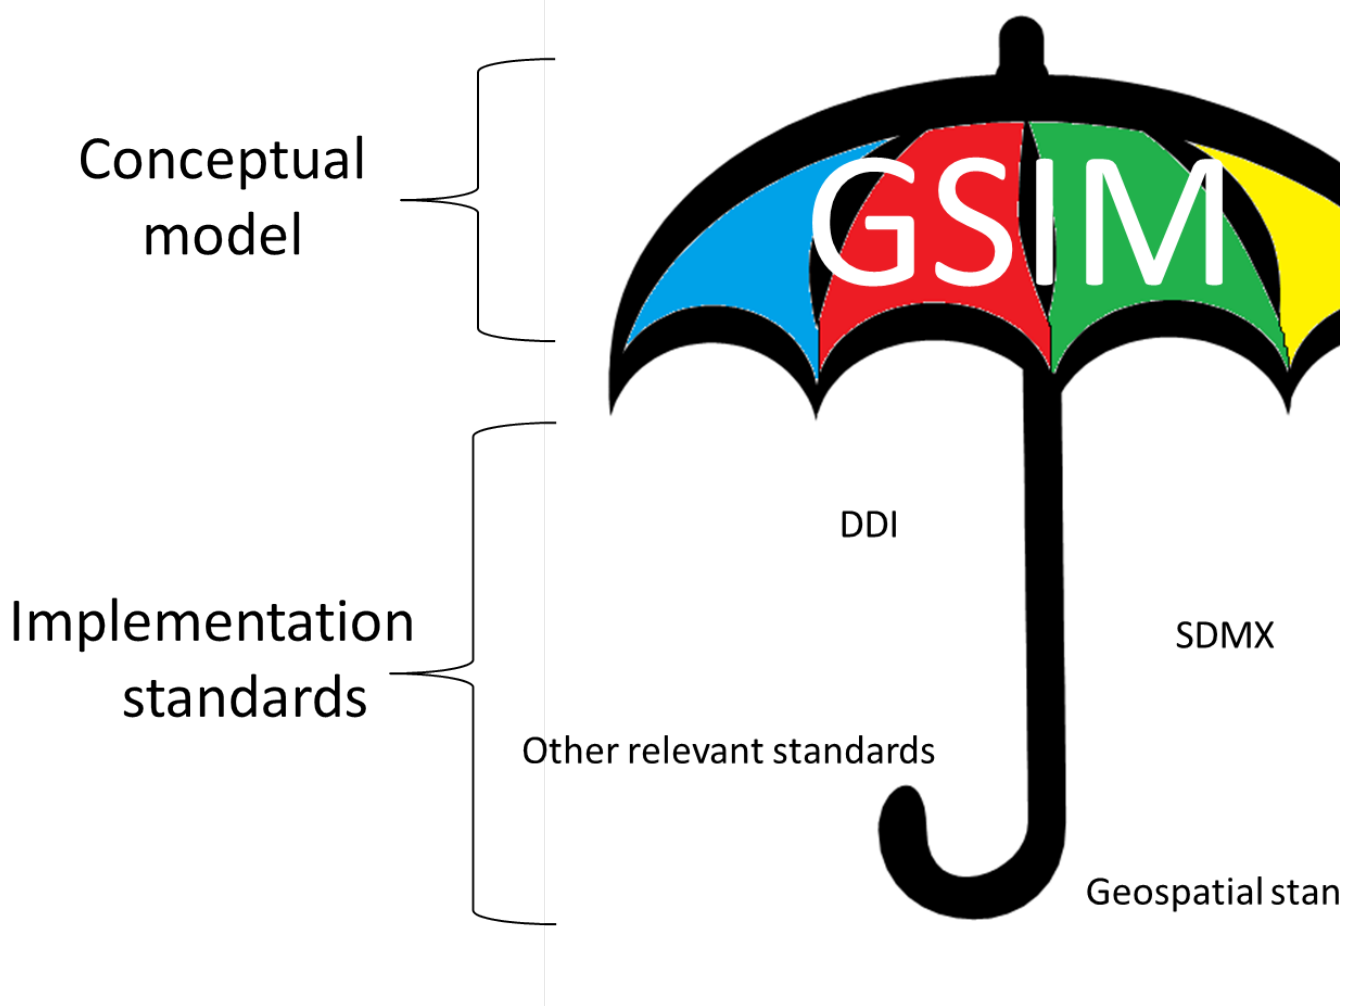 Conceptual
model
GSIM
DDI
Implementation
standards
SDMX
Other relevant standards
Geospatial stan